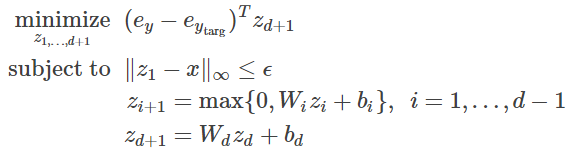 minimize (e_y − e_{y_targ})^T z_{d+1}
z_{1,…,d+1}
subject to ‖z_1 − x‖_∞ ≤ ϵ
z_{i+1} = max{0, W_i z_i + b_i}, i = 1, …, d − 1
z_{d+1} = W_d z_d + b_d